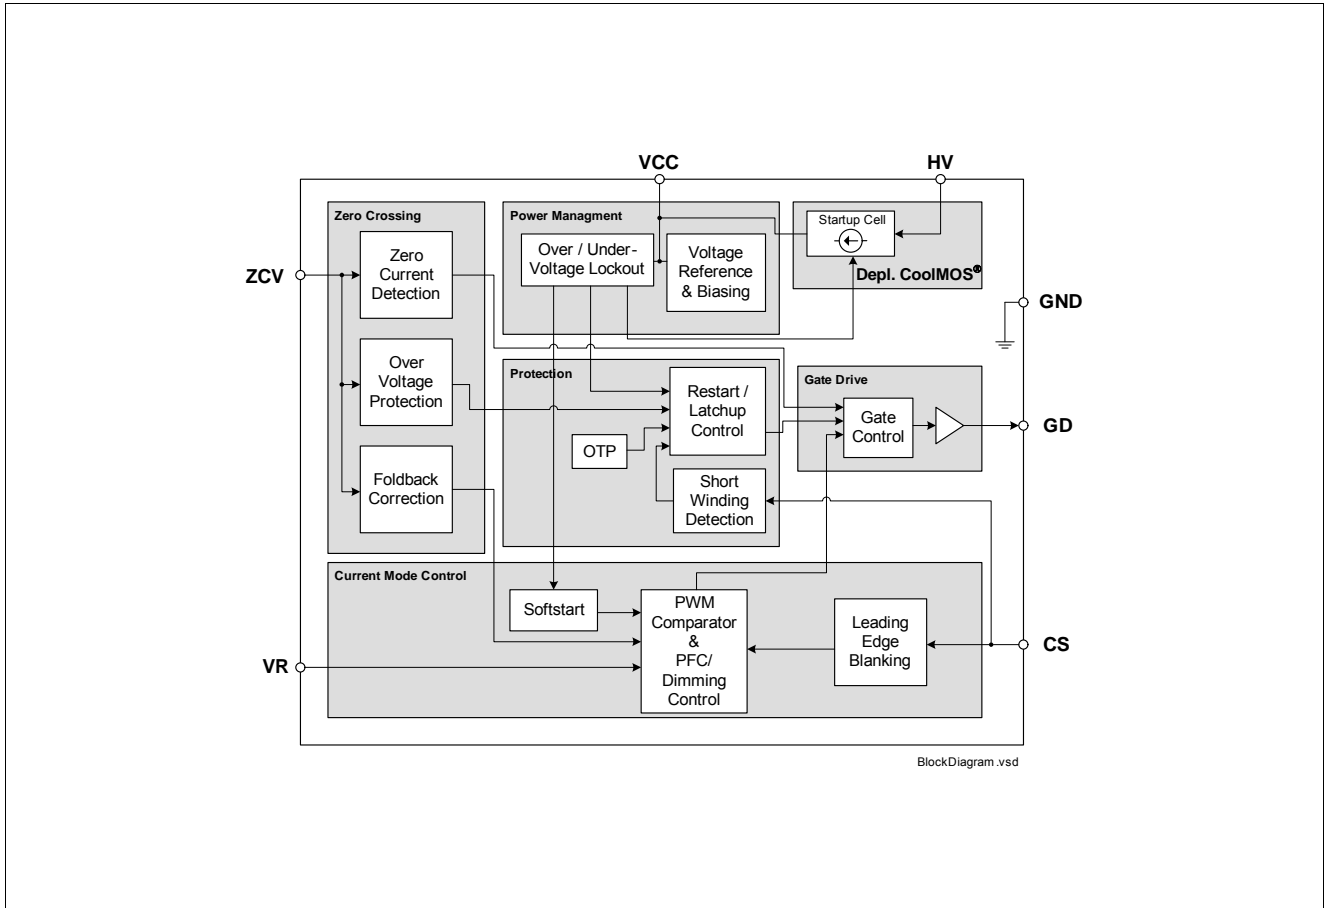 VCC
HV
Zero Crossing
Power Managment
Startup Cell
Depl. CoolMOS®
Zero
Current
Detection
Over / Under-
Voltage Lockout
Voltage
Reference
& Biasing
ZCV
GND
Over
Voltage
Protection
Protection
Restart /
Latchup
Control
Gate Drive
Gate
Control
GD
OTP
Foldback
Correction
Short
Winding
Detection
Current Mode Control
Softstart
PWM
Comparator
&
PFC/
Dimming
Control
Leading
Edge
Blanking
CS
VR
BlockDiagram.vsd